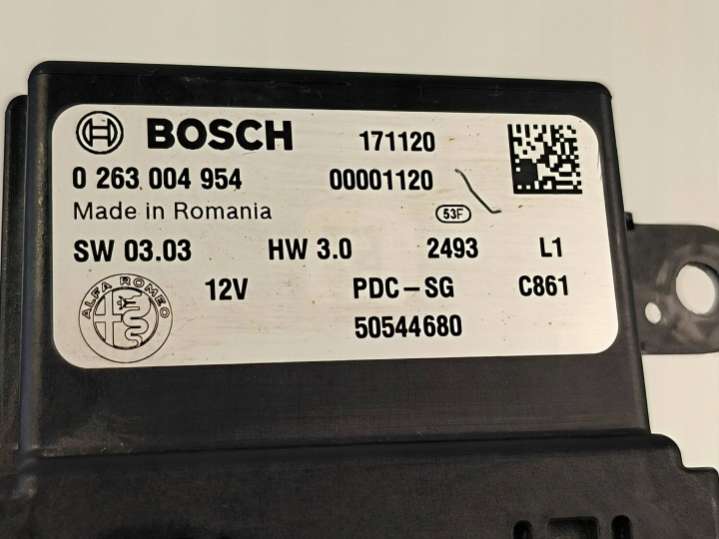 BOSCH 171120
0 263 004 954 00001120
Made in Romania 53F
SW 03.03 HW 3.0 2493 L1
ALFA ROMEO 12V PDC-SG C861
50544680